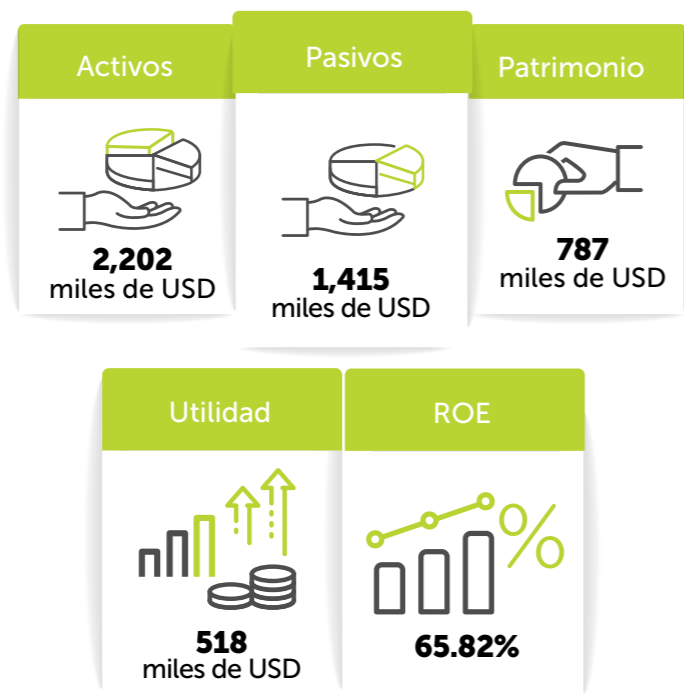 Activos
2,202
miles de USD
Pasivos
1,415
miles de USD
Patrimonio
787
miles de USD
Utilidad
518
miles de USD
ROE
%
65.82%